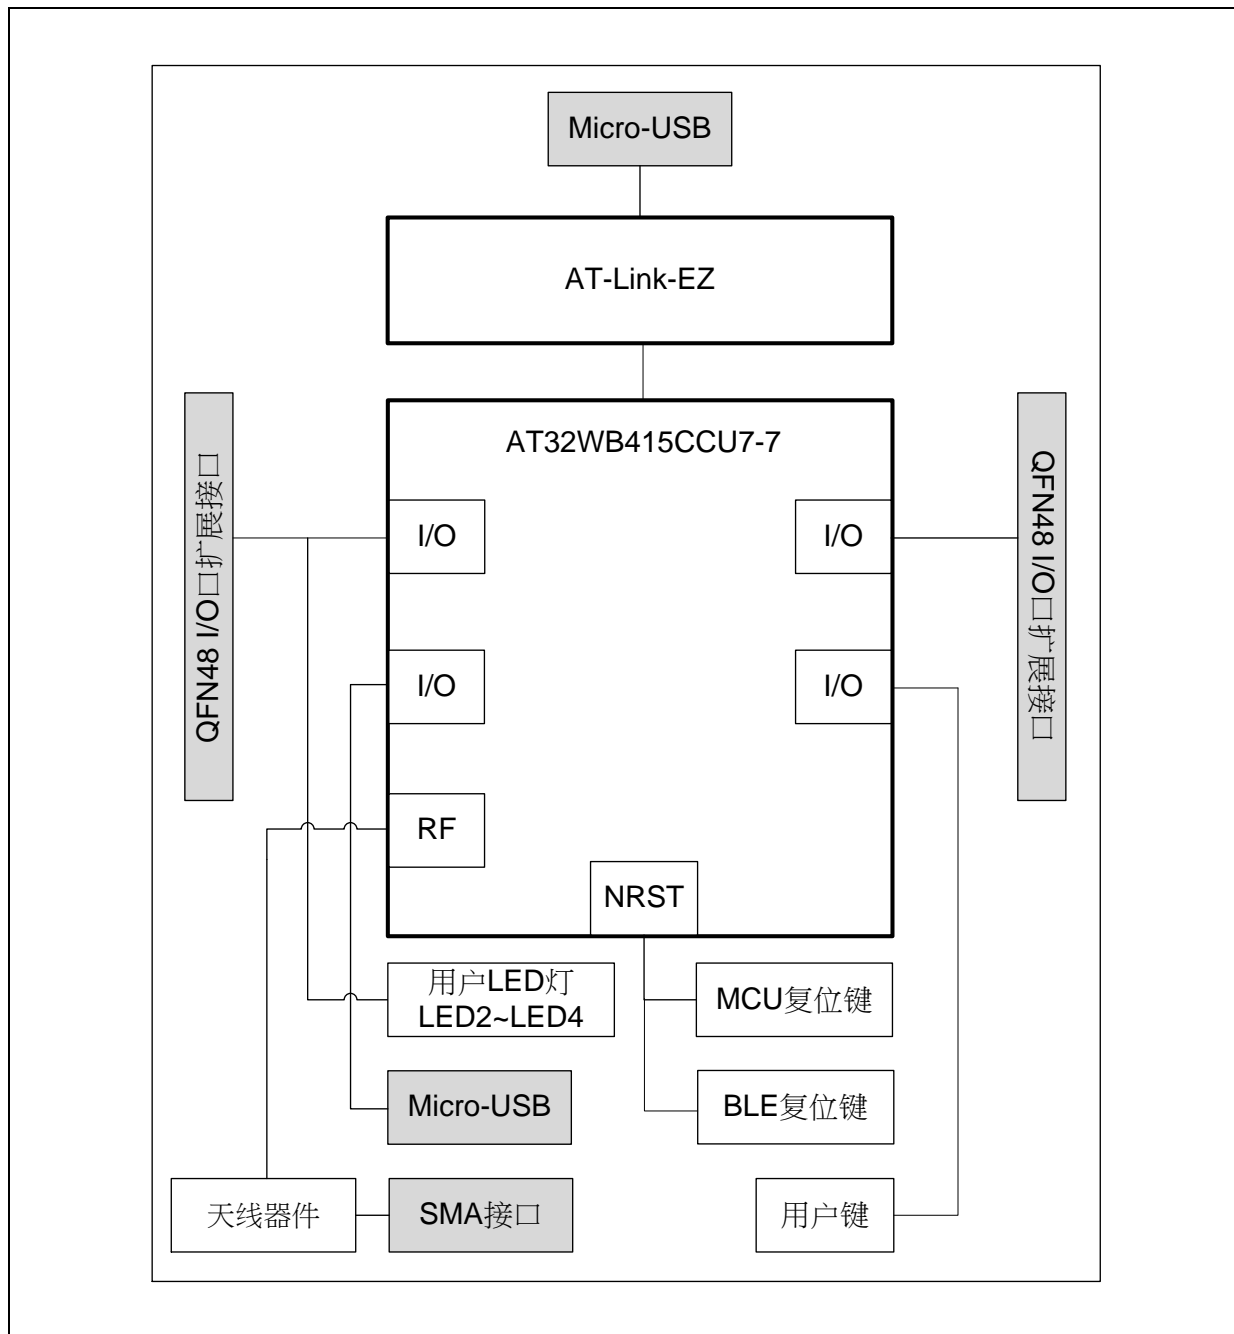 Micro-USB
AT-Link-EZ
AT32WB415CCU7-7
QFN48 I/O口扩展接口
I/O
I/O
QFN48 I/O口扩展接口
I/O
I/O
RF
NRST
用户LED灯
LED2~LED4
MCU复位键
Micro-USB
BLE复位键
天线器件
SMA接口
用户键